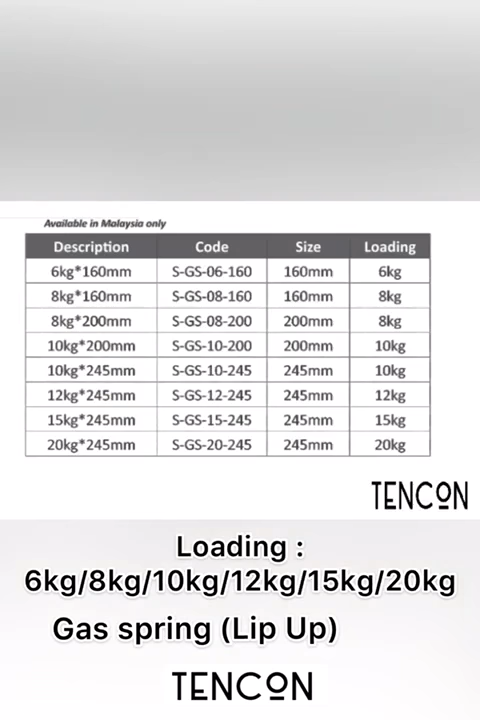 Available in Malaysia only
Description Code Size Loading
6kg*160mm S-GS-06-160 160mm 6kg
8kg*160mm S-GS-08-160 160mm 8kg
8kg*200mm S-GS-08-200 200mm 8kg
10kg*200mm S-GS-10-200 200mm 10kg
10kg*245mm S-GS-10-245 245mm 10kg
12kg*245mm S-GS-12-245 245mm 12kg
15kg*245mm S-GS-15-245 245mm 15kg
20kg*245mm S-GS-20-245 245mm 20kg
TENCON
Loading :
6kg/8kg/10kg/12kg/15kg/20kg
Gas spring (Lip Up)
TENCON